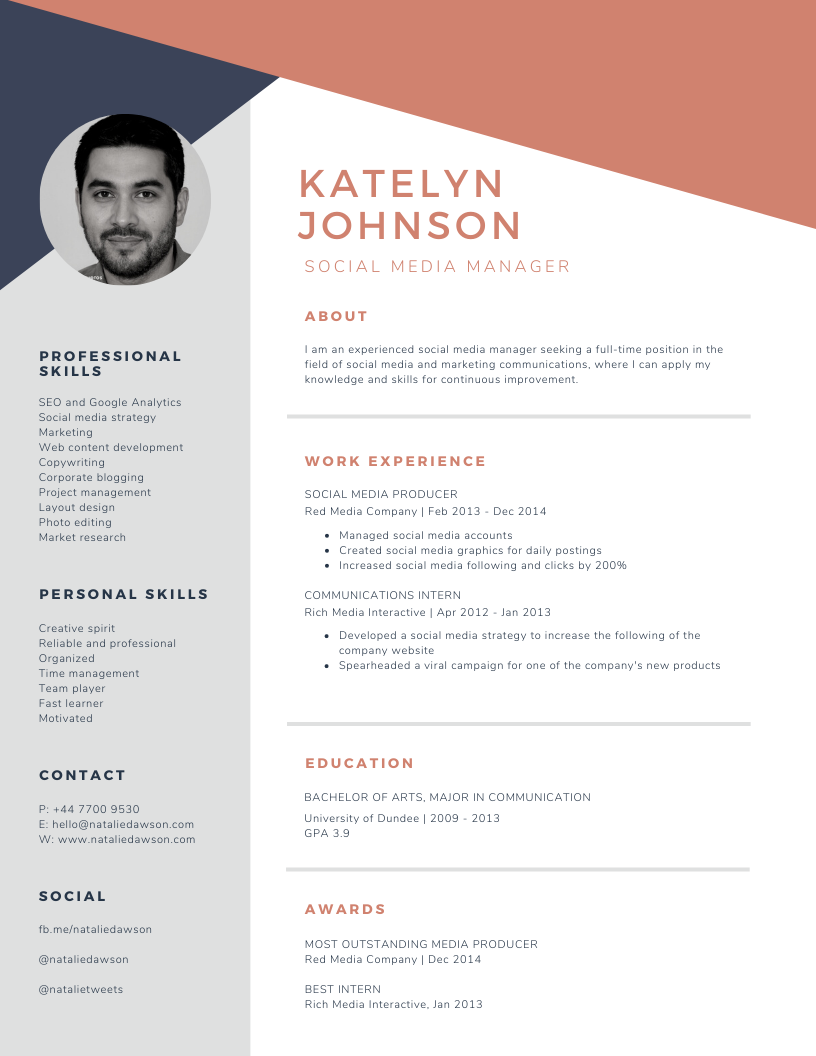 KATELYN
JOHNSON
SOCIAL MEDIA MANAGER
ABOUT
I am an experienced social media manager seeking a full-time position in the
field of social media and marketing communications, where I can apply my
knowledge and skills for continuous improvement.
WORK EXPERIENCE
SOCIAL MEDIA PRODUCER
Red Media Company | Feb 2013 - Dec 2014
• Managed social media accounts
• Created social media graphics for daily postings
• Increased social media following and clicks by 200%
COMMUNICATIONS INTERN
Rich Media Interactive | Apr 2012 - Jan 2013
• Developed a social media strategy to increase the following of the
company website
• Spearheaded a viral campaign for one of the company's new products
EDUCATION
BACHELOR OF ARTS, MAJOR IN COMMUNICATION
University of Dundee | 2009 - 2013
GPA 3.9
AWARDS
MOST OUTSTANDING MEDIA PRODUCER
Red Media Company | Dec 2014
BEST INTERN
Rich Media Interactive, Jan 2013
PROFESSIONAL
SKILLS
SEO and Google Analytics
Social media strategy
Marketing
Web content development
Copywriting
Corporate blogging
Project management
Layout design
Photo editing
Market research
PERSONAL SKILLS
Creative spirit
Reliable and professional
Organized
Time management
Team player
Fast learner
Motivated
CONTACT
P: +44 7700 9530
E: hello@nataliedawson.com
W: www.nataliedawson.com
SOCIAL
fb.me/nataliedawson
@nataliedawson
@natalietweets